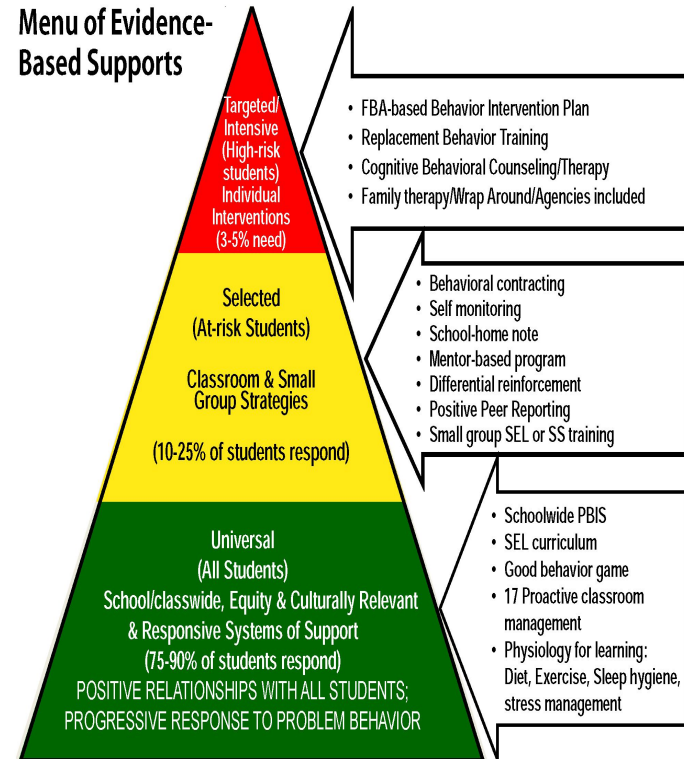 Menu of Evidence-
Based Supports
Targeted/
Intensive
(High-risk
students)
Individual
Interventions
(3-5% need)
• FBA-based Behavior Intervention Plan
• Replacement Behavior Training
• Cognitive Behavioral Counseling/Therapy
• Family therapy/Wrap Around/Agencies included
Selected
(At-risk Students)
Classroom & Small
Group Strategies
(10-25% of students respond)
• Behavioral contracting
• Self monitoring
• School-home note
• Mentor-based program
• Differential reinforcement
• Positive Peer Reporting
• Small group SEL or SS training
Universal
(All Students)
School/classwide, Equity & Culturally Relevant
& Responsive Systems of Support
(75-90% of students respond)
POSITIVE RELATIONSHIPS WITH ALL STUDENTS;
PROGRESSIVE RESPONSE TO PROBLEM BEHAVIOR
• Schoolwide PBIS
• SEL curriculum
• Good behavior game
• 17 Proactive classroom
management
• Physiology for learning:
Diet, Exercise, Sleep hygiene,
stress management